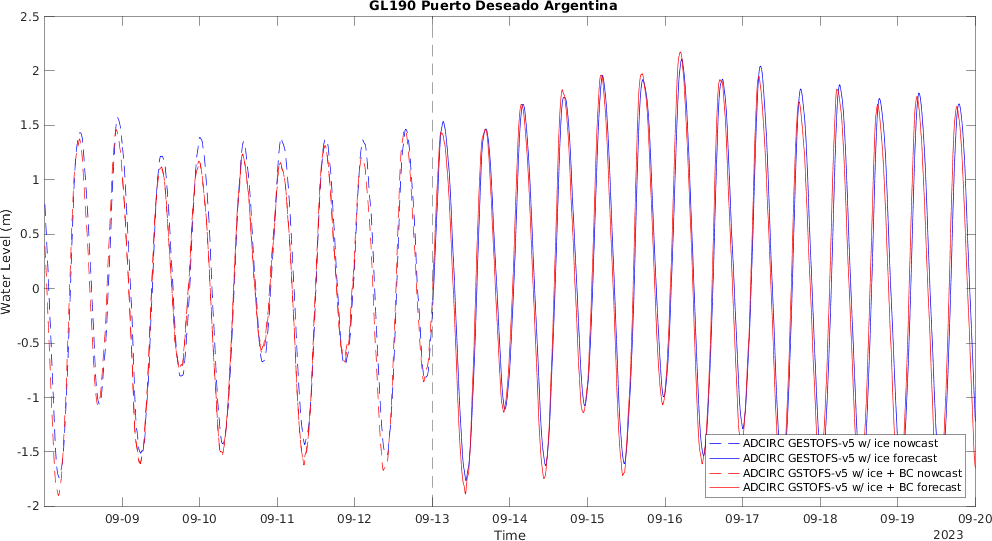 GL190 Puerto Deseado Argentina
2.5
2
1.5
1
0.5
0
-0.5
-1
-1.5
-2
Water Level (m)
ADCIRC GESTOFS-v5 w/ ice nowcast
ADCIRC GESTOFS-v5 w/ ice forecast
ADCIRC GSTOFS-v5 w/ ice + BC nowcast
ADCIRC GSTOFS-v5 w/ ice + BC forecast
09-09 09-10 09-11 09-12 09-13 09-14 09-15 09-16 09-17 09-18 09-19 09-20
Time
2023